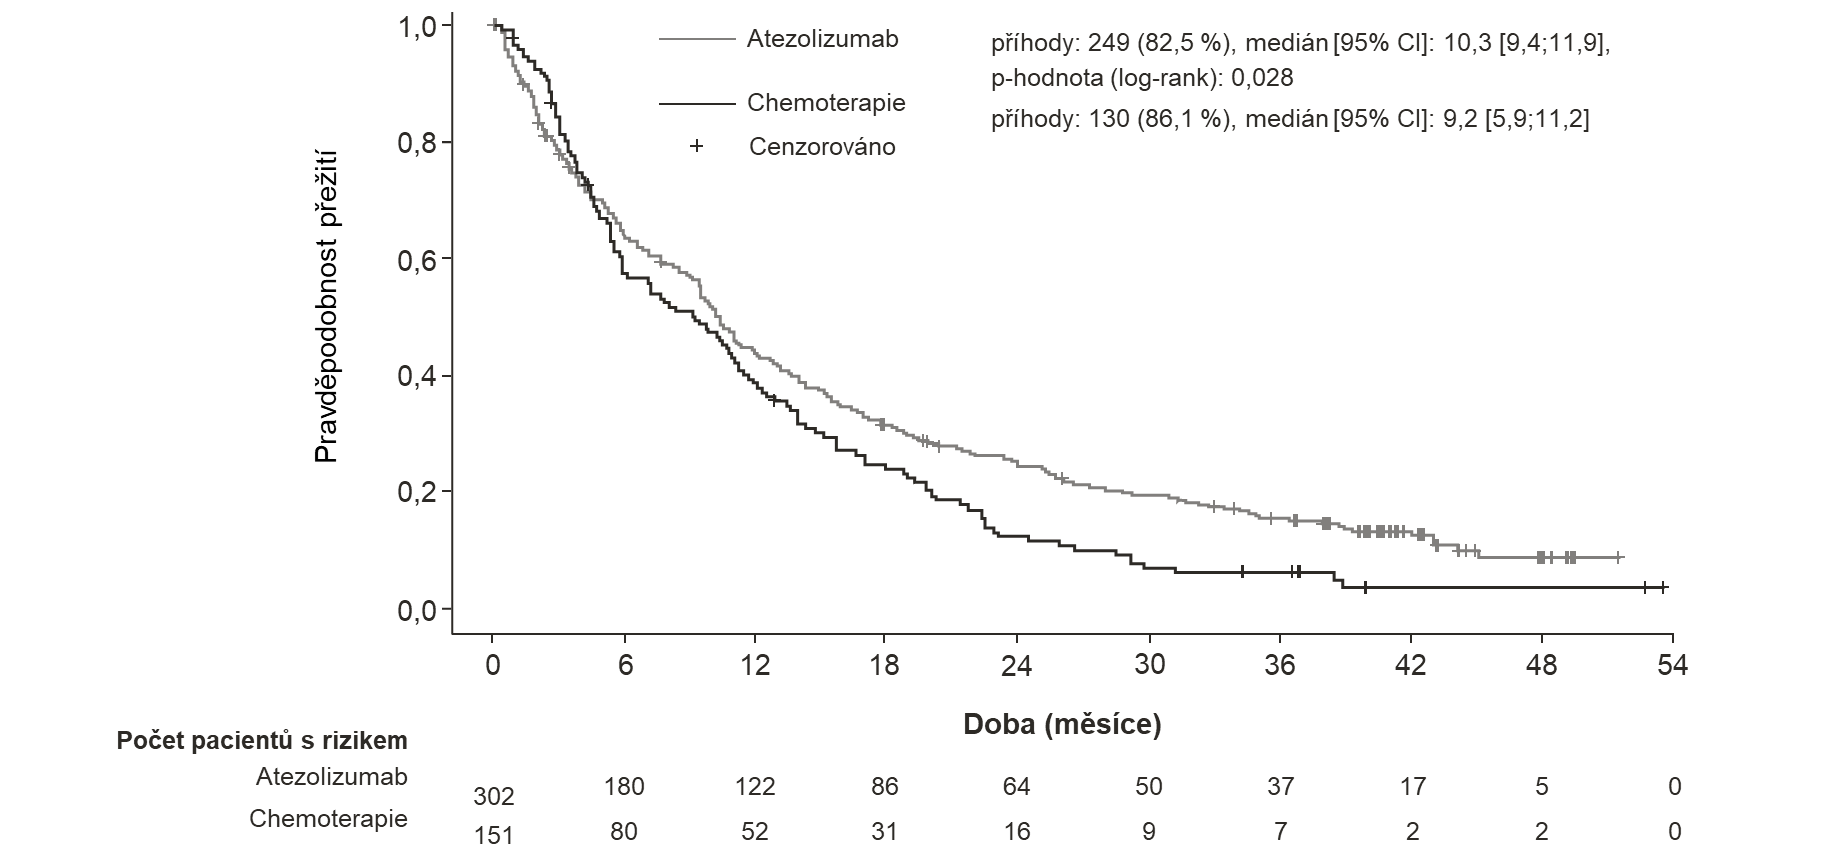 1,0
0,8
0,6
0,4
0,2
0,0
Pravděpodobnost přežití
Atezolizumab
Chemoterapie
Cenzorováno
příhody: 249 (82,5 %), medián [95% CI]: 10,3 [9,4;11,9],
p-hodnota (log-rank): 0,028
příhody: 130 (86,1 %), medián [95% CI]: 9,2 [5,9;11,2]
0 6 12 18 24 30 36 42 48 54
Doba (měsíce)
Počet pacientů s rizikem
Atezolizumab 302 180 122 86 64 50 37 17 5 0
Chemoterapie 151 80 52 31 16 9 7 2 2 0